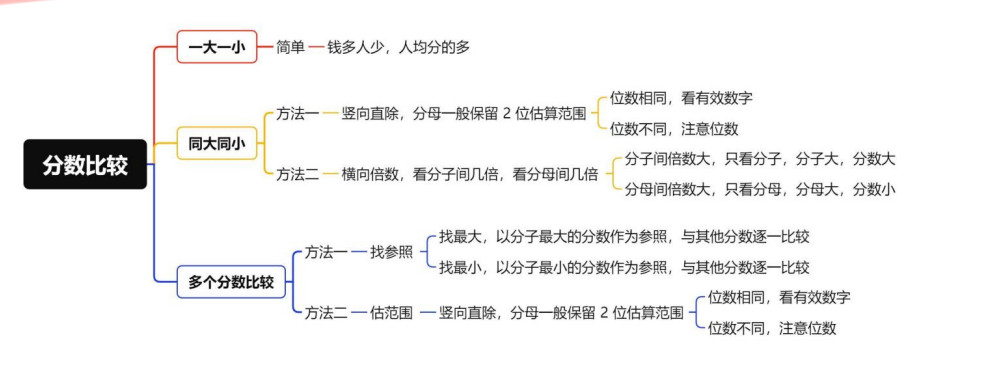 分数比较
一大一小
简单
钱多人少，人均分的多
同大同小
方法一
竖向直除，分母一般保留 2 位估算范围
位数相同，看有效数字
位数不同，注意位数
方法二
横向倍数，看分子间几倍，看分母间几倍
分子间倍数大，只看分子，分子大，分数大
分母间倍数大，只看分母，分母大，分数小
多个分数比较
方法一
找参照
找最大，以分子最大的分数作为参照，与其他分数逐一比较
找最小，以分子最小的分数作为参照，与其他分数逐一比较
方法二
估范围
竖向直除，分母一般保留 2 位估算范围
位数相同，看有效数字
位数不同，注意位数